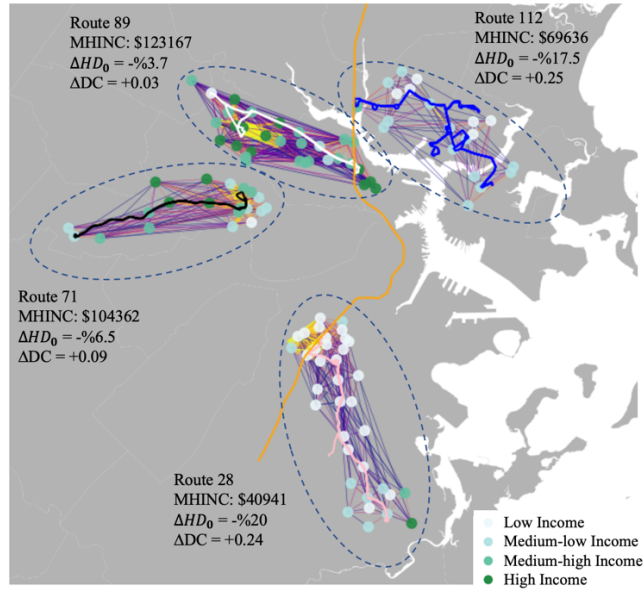 Route 89
MHINC: $123167
Δ𝐻𝐷₀ = -%3.7
ΔDC = +0.03
Route 112
MHINC: $69636
Δ𝐻𝐷₀ = -%17.5
ΔDC = +0.25
Route 71
MHINC: $104362
Δ𝐻𝐷₀ = -%6.5
ΔDC = +0.09
Route 28
MHINC: $40941
Δ𝐻𝐷₀ = -%20
ΔDC = +0.24
Low Income
Medium-low Income
Medium-high Income
High Income